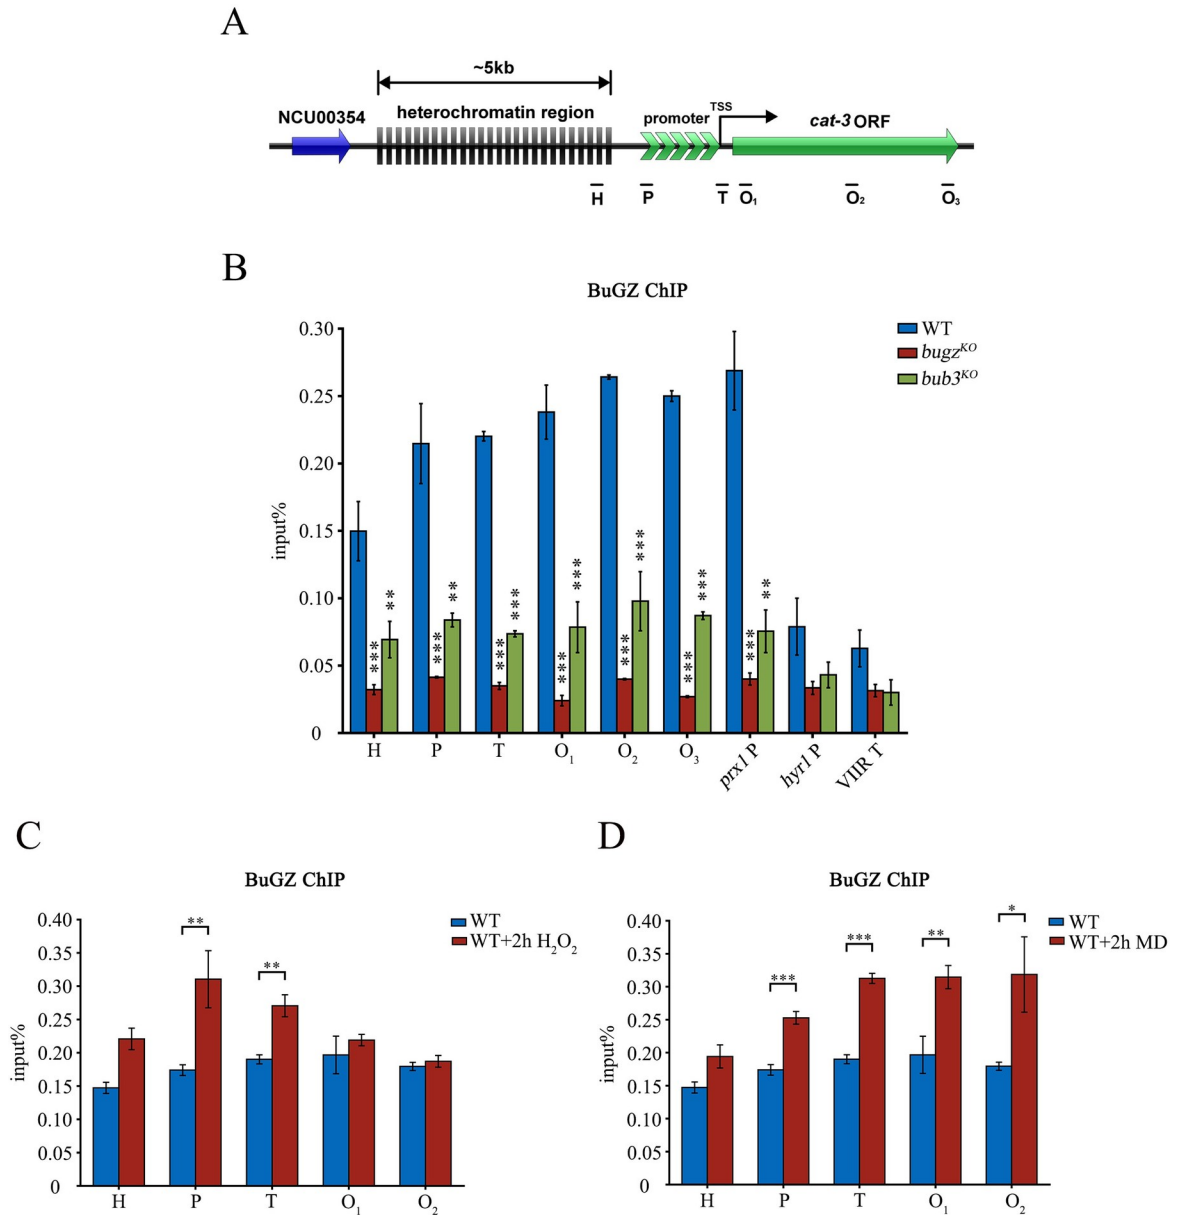 A
~5kb
NCU00354
heterochromatin region
promoter
TSS
cat-3 ORF
H P T O₁ O₂ O₃
B
BuGZ ChIP
WT
bugz^KO
bub3^KO
input%
0.30
0.25
0.20
0.15
0.10
0.05
0
*** ** *** ** *** *** *** *** *** *** *** *** *** **
H P T O₁ O₂ O₃ prx1 P hyr1 P VIIR T
C
BuGZ ChIP
WT
WT+2h H₂O₂
input%
0.40
0.35
0.30
0.25
0.20
0.15
0.10
0.05
0
** **
H P T O₁ O₂
D
BuGZ ChIP
WT
WT+2h MD
input%
0.40
0.35
0.30
0.25
0.20
0.15
0.10
0.05
0
*** *** ** *
H P T O₁ O₂